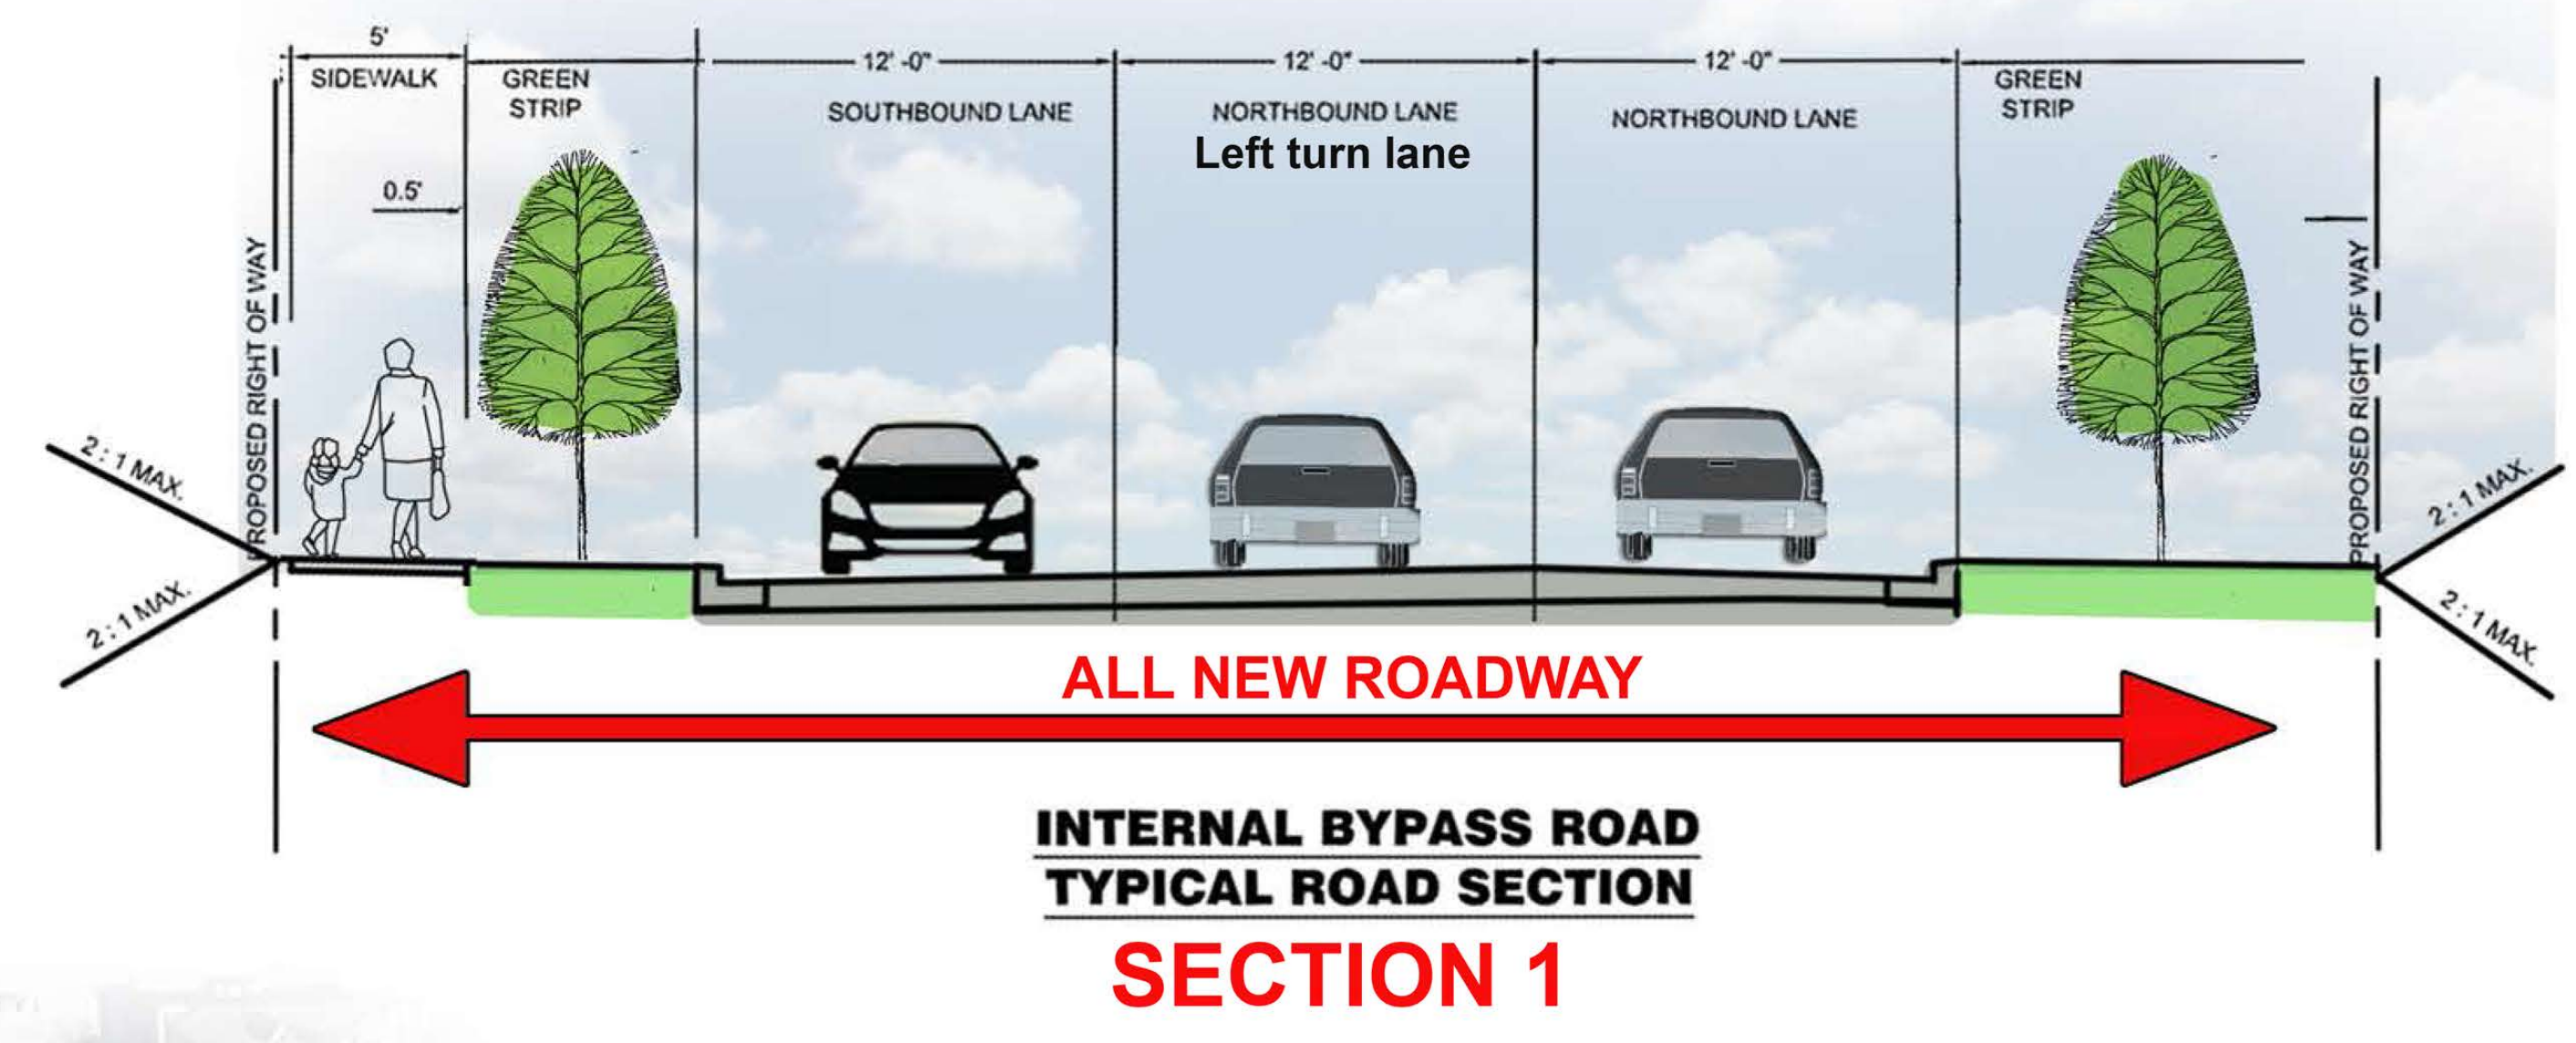 5'
SIDEWALK
GREEN
STRIP
12' -0"
SOUTHBOUND LANE
12' -0"
NORTHBOUND LANE
Left turn lane
12' -0"
NORTHBOUND LANE
GREEN
STRIP
0.5'
PROPOSED RIGHT OF WAY
PROPOSED RIGHT OF WAY
2 : 1 MAX.
2 : 1 MAX.
2 : 1 MAX.
2 : 1 MAX.
ALL NEW ROADWAY
INTERNAL BYPASS ROAD
TYPICAL ROAD SECTION
SECTION 1